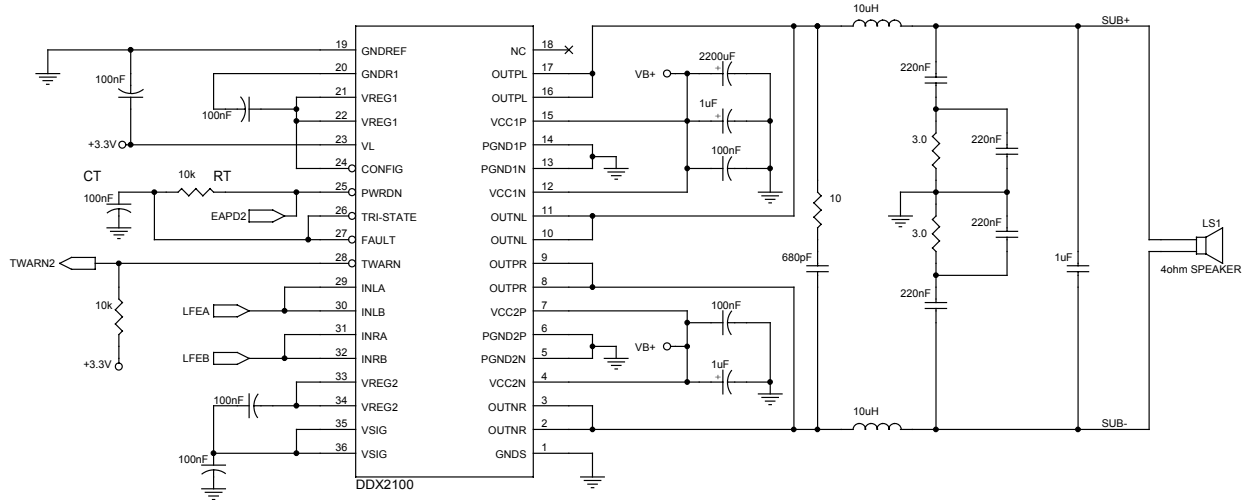 10uH
SUB+
19
GNDREF
NC
18
100nF
20
GNDR1
OUTPL
17
VB+
2200uF
220nF
100nF
21
VREG1
OUTPL
16
22
VREG1
VCC1P
15
1uF
+3.3V
23
VL
PGND1P
14
100nF
3.0
220nF
24
CONFIG
PGND1N
13
CT
10k
RT
25
PWRDN
VCC1N
12
10
100nF
EAPD2
26
TRI-STATE
OUTNL
11
27
FAULT
OUTNL
10
3.0
220nF
LS1
TWARN2
28
TWARN
OUTPR
9
680pF
1uF
4ohm SPEAKER
29
INLA
OUTPR
8
220nF
10k
LFEA
30
INLB
VCC2P
7
100nF
31
INRA
PGND2P
6
LFEB
32
INRB
PGND2N
5
VB+
+3.3V
33
VREG2
VCC2N
4
1uF
100nF
34
VREG2
OUTNR
3
10uH
35
VSIG
OUTNR
2
SUB-
100nF
36
VSIG
GNDS
1
DDX2100